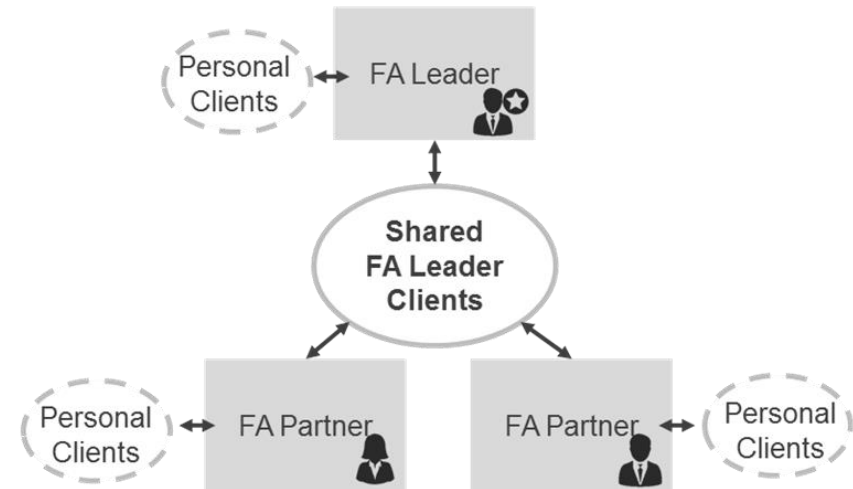 Personal
Clients
FA Leader
Shared
FA Leader
Clients
Personal
Clients
FA Partner
FA Partner
Personal
Clients